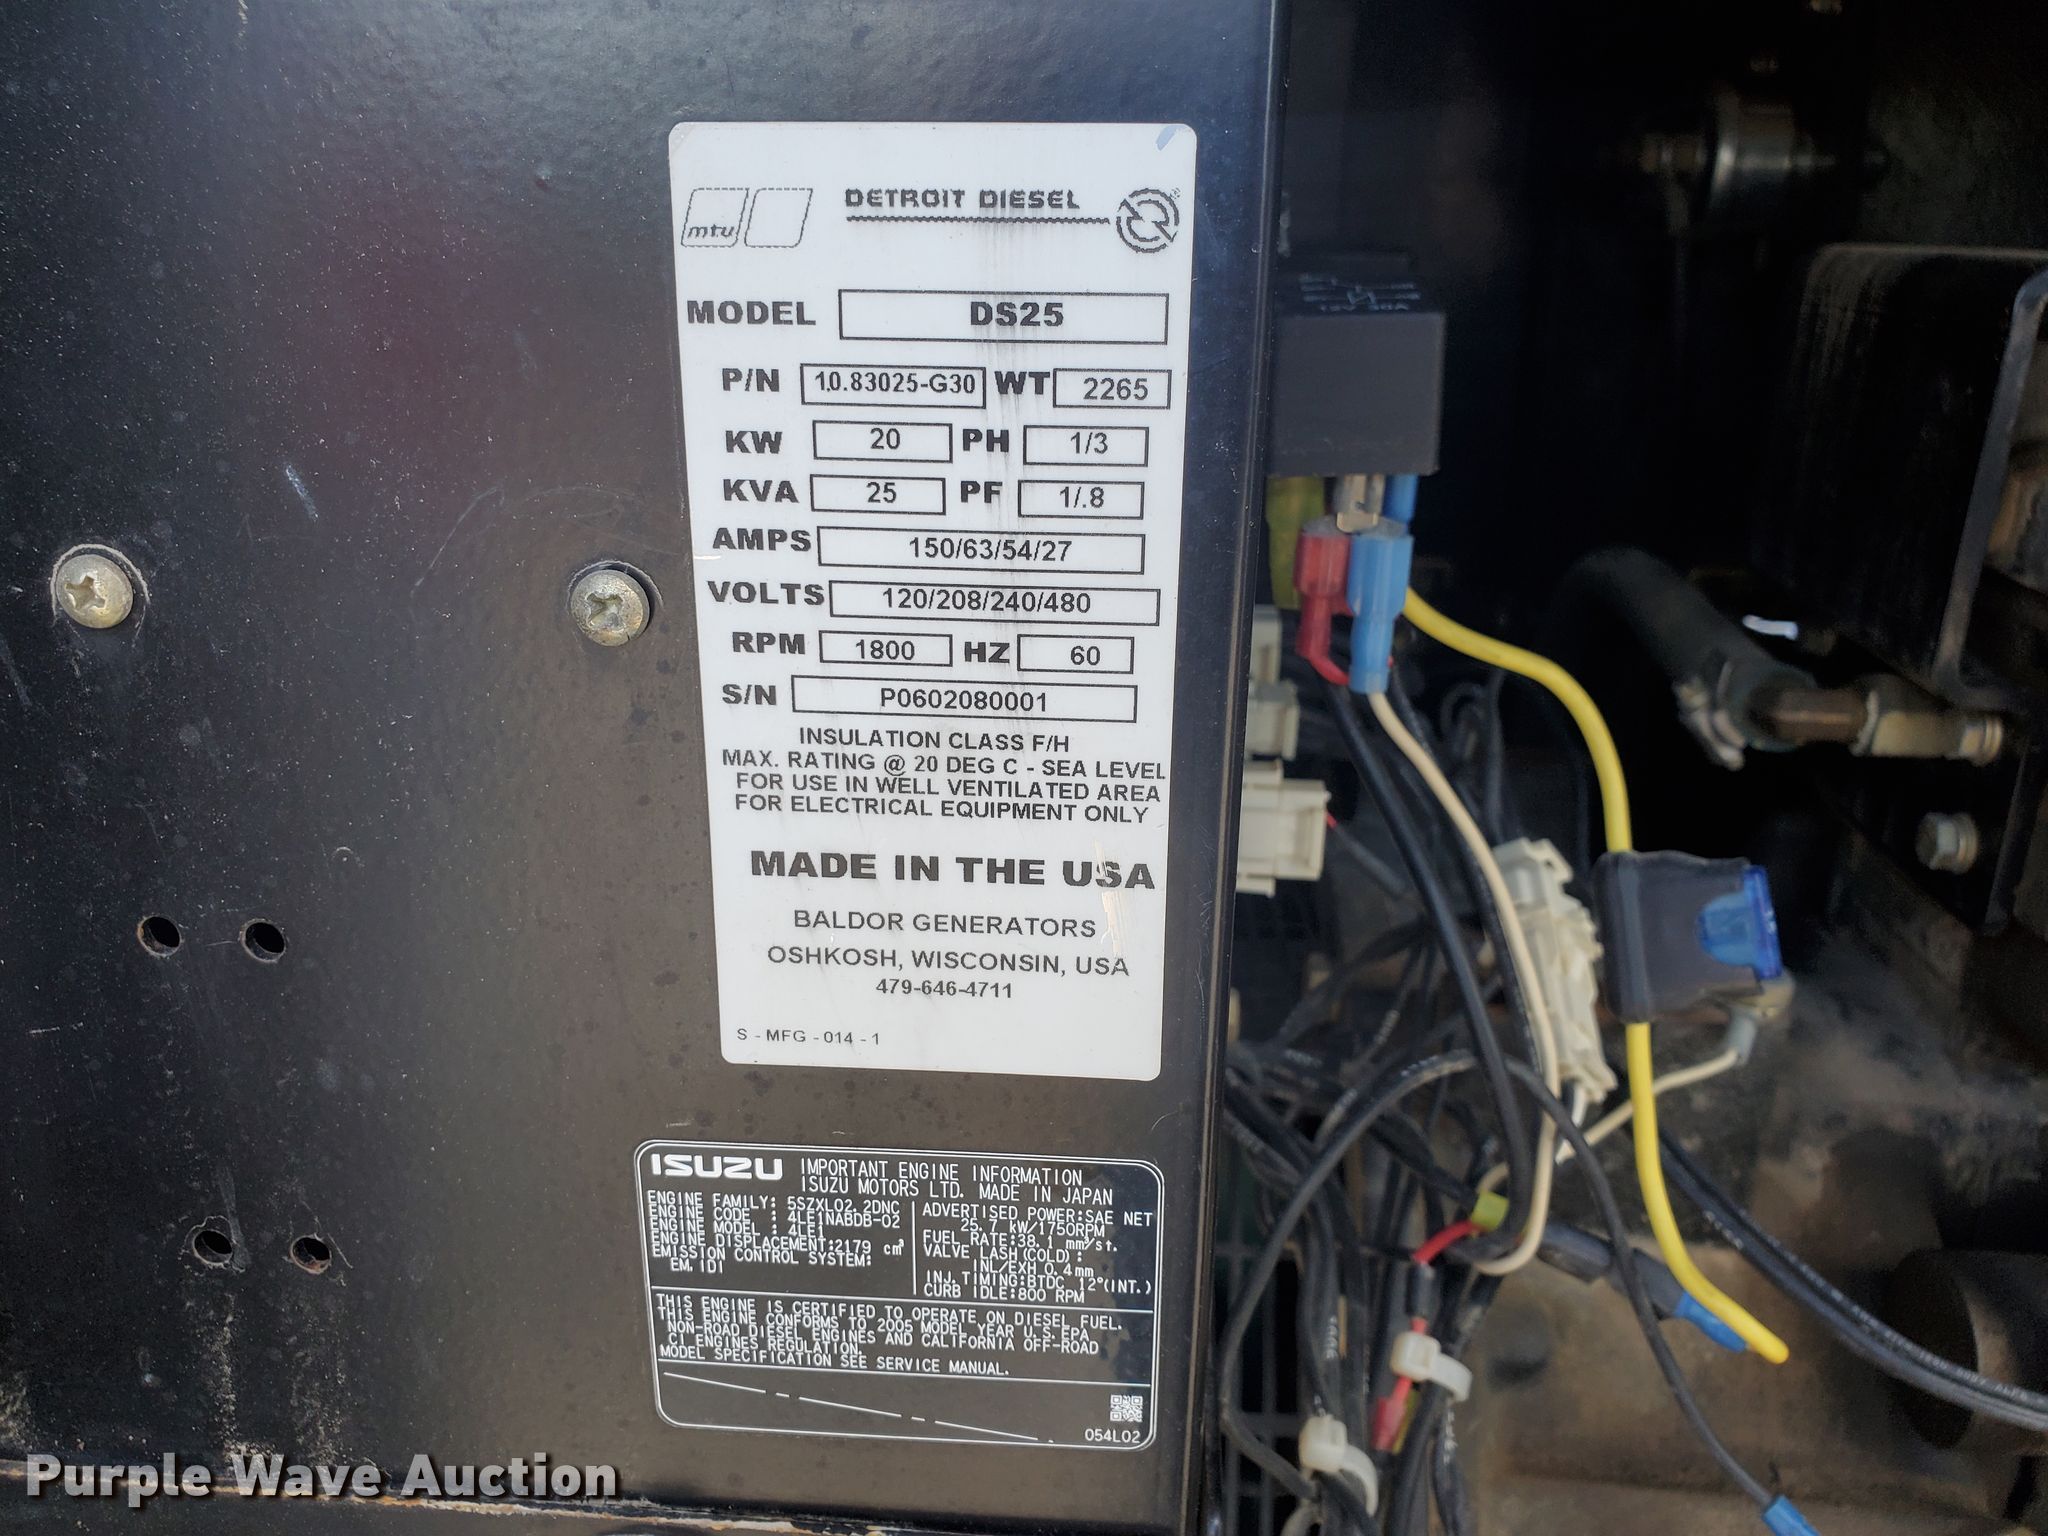 mtu
DETROIT DIESEL
®
MODEL DS25
P/N 10.83025-G30 WT 2265
KW 20 PH 1/3
KVA 25 PF 1/.8
AMPS 150/63/54/27
VOLTS 120/208/240/480
RPM 1800 HZ 60
S/N P0602080001
INSULATION CLASS F/H
MAX. RATING @ 20 DEG C - SEA LEVEL
FOR USE IN WELL VENTILATED AREA
FOR ELECTRICAL EQUIPMENT ONLY
MADE IN THE USA
BALDOR GENERATORS
OSHKOSH, WISCONSIN, USA
479-646-4711
S - MFG - 014 - 1
ISUZU IMPORTANT ENGINE INFORMATION
ISUZU MOTORS LTD. MADE IN JAPAN
ENGINE FAMILY: 5SZXL02.2DNC
ENGINE CODE : 4LE1NABDB-02
ENGINE MODEL : 4LE1
ENGINE DISPLACEMENT:2179 cm³
EMISSION CONTROL SYSTEM:
EM, IDI
ADVERTISED POWER:SAE NET
25.7 kW/1750RPM
FUEL RATE:38.1 mm³/st.
VALVE LASH(COLD):
INL/EXH 0.4mm
INJ.TIMING:BTDC 12°(INT.)
CURB IDLE:800 RPM
THIS ENGINE IS CERTIFIED TO OPERATE ON DIESEL FUEL.
THIS ENGINE CONFORMS TO 2005 MODEL YEAR U.S.EPA
NON-ROAD DIESEL ENGINES AND CALIFORNIA OFF-ROAD
CI ENGINES REGULATION.
MODEL SPECIFICATION SEE SERVICE MANUAL.
054L02
Purple Wave Auction